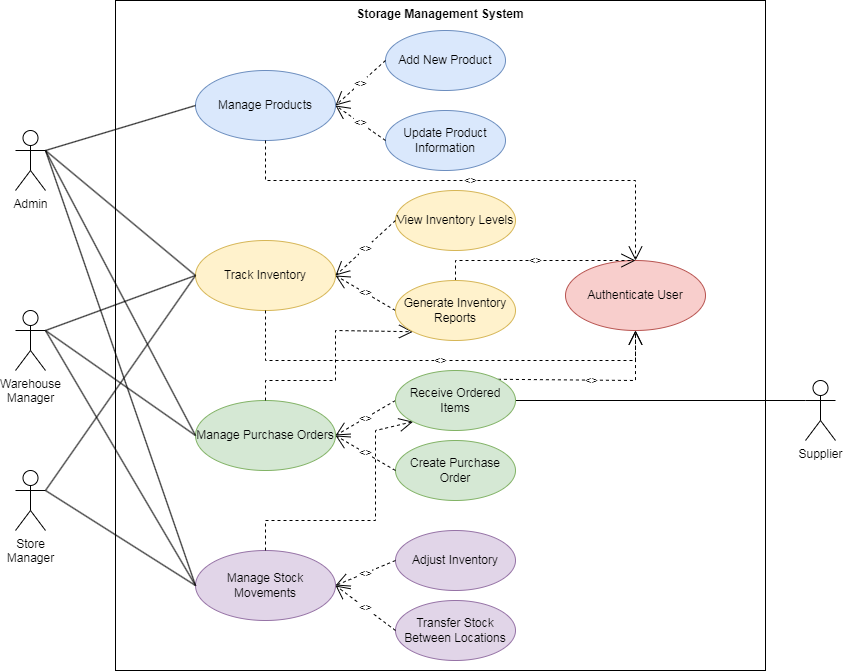 Storage Management System
Add New Product
Manage Products
<>
<>
Update Product
Information
Admin
<>
View Inventory Levels
<>
<>
Track Inventory
<>
Generate Inventory
Reports
Authenticate User
<>
<>
Warehouse
Manager
Receive Ordered
Items
<>
Manage Purchase Orders
<>
Create Purchase
Order
Supplier
Store
Manager
Adjust Inventory
<>
Manage Stock
Movements
<>
Transfer Stock
Between Locations